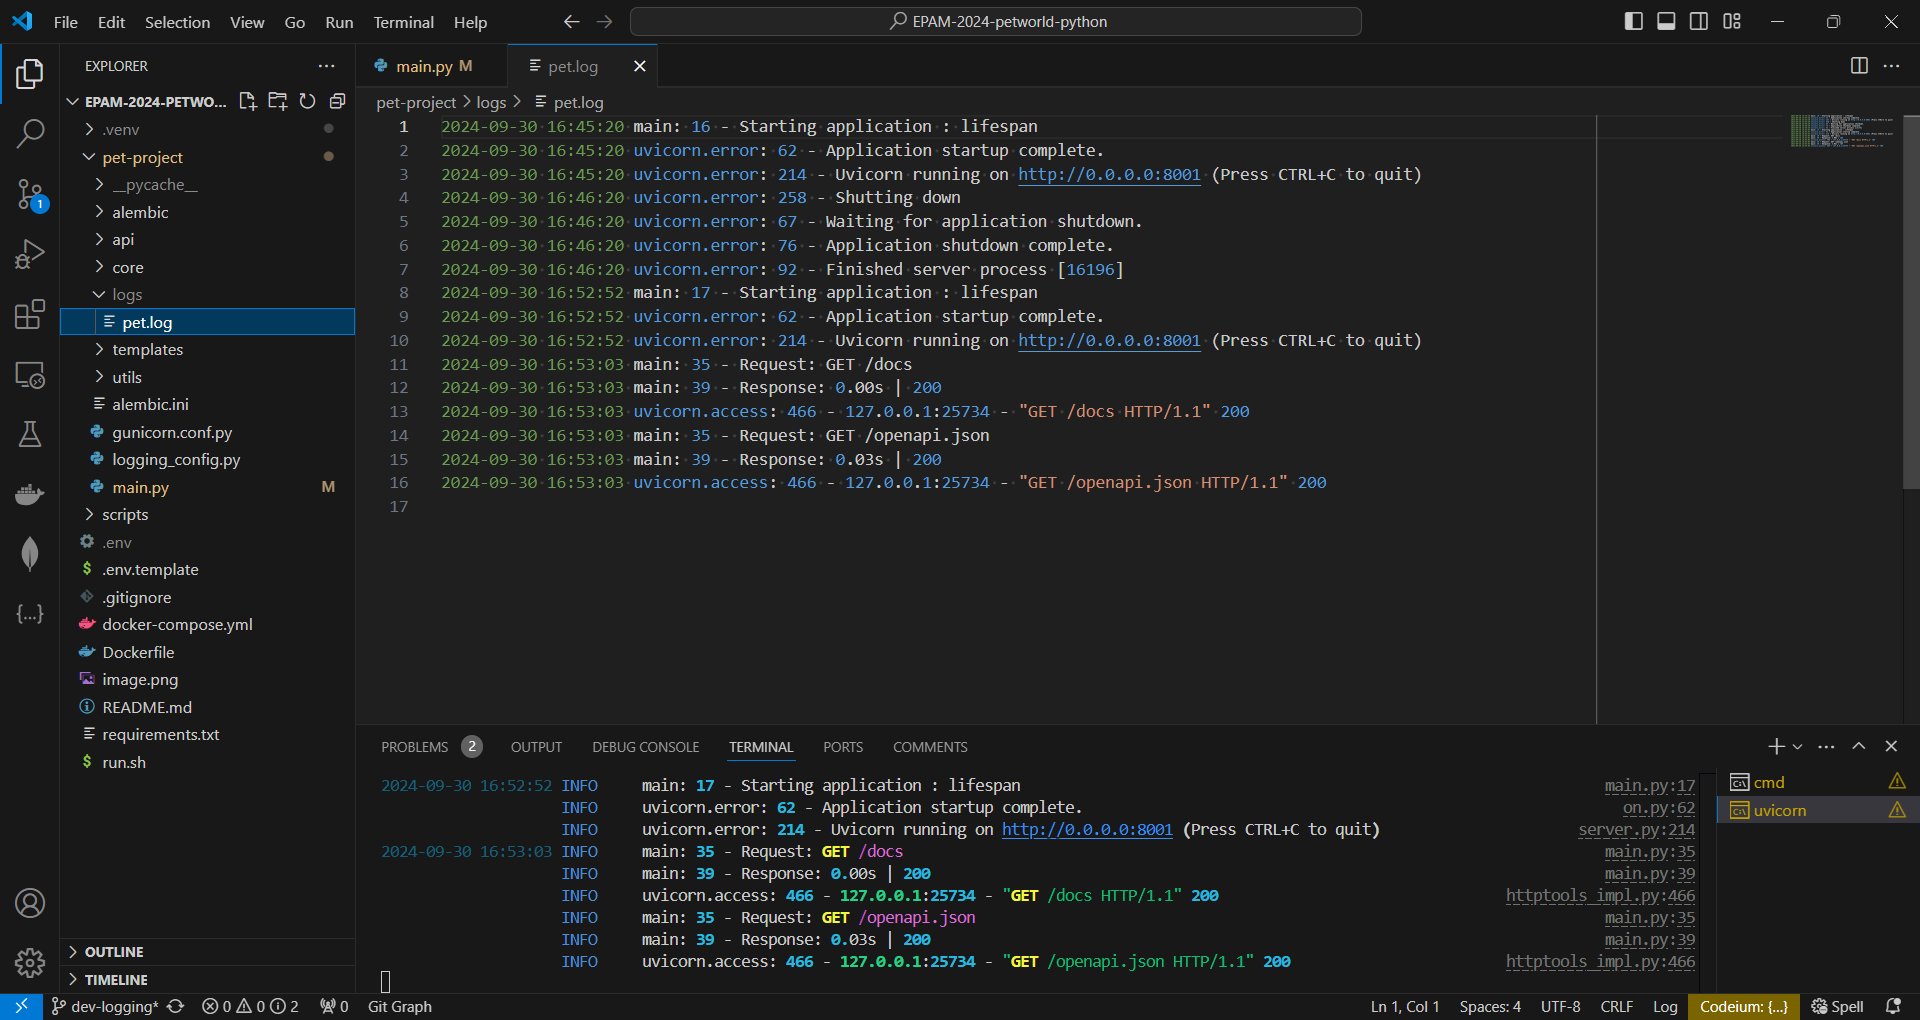 File Edit Selection View Go Run Terminal Help
EPAM-2024-petworld-python
EXPLORER
EPAM-2024-PETWO...
.venv
pet-project
__pycache__
alembic
api
core
logs
pet.log
templates
utils
alembic.ini
gunicorn.conf.py
logging_config.py
main.py M
scripts
.env
.env.template
.gitignore
docker-compose.yml
Dockerfile
image.png
README.md
requirements.txt
run.sh
OUTLINE
TIMELINE
1
main.py M
pet.log
pet-project > logs > pet.log
1 2024-09-30 16:45:20 main: 16 - Starting application : lifespan
2 2024-09-30 16:45:20 uvicorn.error: 62 - Application startup complete.
3 2024-09-30 16:45:20 uvicorn.error: 214 - Uvicorn running on http://0.0.0.0:8001 (Press CTRL+C to quit)
4 2024-09-30 16:46:20 uvicorn.error: 258 - Shutting down
5 2024-09-30 16:46:20 uvicorn.error: 67 - Waiting for application shutdown.
6 2024-09-30 16:46:20 uvicorn.error: 76 - Application shutdown complete.
7 2024-09-30 16:46:20 uvicorn.error: 92 - Finished server process [16196]
8 2024-09-30 16:52:52 main: 17 - Starting application : lifespan
9 2024-09-30 16:52:52 uvicorn.error: 62 - Application startup complete.
10 2024-09-30 16:52:52 uvicorn.error: 214 - Uvicorn running on http://0.0.0.0:8001 (Press CTRL+C to quit)
11 2024-09-30 16:53:03 main: 35 - Request: GET /docs
12 2024-09-30 16:53:03 main: 39 - Response: 0.00s | 200
13 2024-09-30 16:53:03 uvicorn.access: 466 - 127.0.0.1:25734 - "GET /docs HTTP/1.1" 200
14 2024-09-30 16:53:03 main: 35 - Request: GET /openapi.json
15 2024-09-30 16:53:03 main: 39 - Response: 0.03s | 200
16 2024-09-30 16:53:03 uvicorn.access: 466 - 127.0.0.1:25734 - "GET /openapi.json HTTP/1.1" 200
17
PROBLEMS 2 OUTPUT DEBUG CONSOLE TERMINAL PORTS COMMENTS
2024-09-30 16:52:52 INFO main: 17 - Starting application : lifespan main.py:17
INFO uvicorn.error: 62 - Application startup complete. on.py:62
INFO uvicorn.error: 214 - Uvicorn running on http://0.0.0.0:8001 (Press CTRL+C to quit) server.py:214
2024-09-30 16:53:03 INFO main: 35 - Request: GET /docs main.py:35
INFO main: 39 - Response: 0.00s | 200 main.py:39
INFO uvicorn.access: 466 - 127.0.0.1:25734 - "GET /docs HTTP/1.1" 200 httptools_impl.py:466
INFO main: 35 - Request: GET /openapi.json main.py:35
INFO main: 39 - Response: 0.03s | 200 main.py:39
INFO uvicorn.access: 466 - 127.0.0.1:25734 - "GET /openapi.json HTTP/1.1" 200 httptools_impl.py:466
cmd
uvicorn
dev-logging* 0 0 2 0 Git Graph Ln 1, Col 1 Spaces: 4 UTF-8 CRLF Log Codeium: {...} Spell